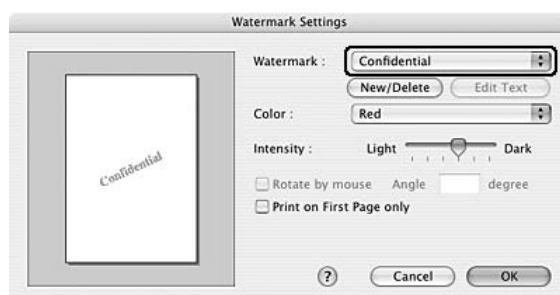 Watermark Settings
Watermark : Confidential
New/Delete Edit Text
Color : Red
Confidential
Intensity : Light Dark
Rotate by mouse Angle degree
Print on First Page only
? Cancel OK